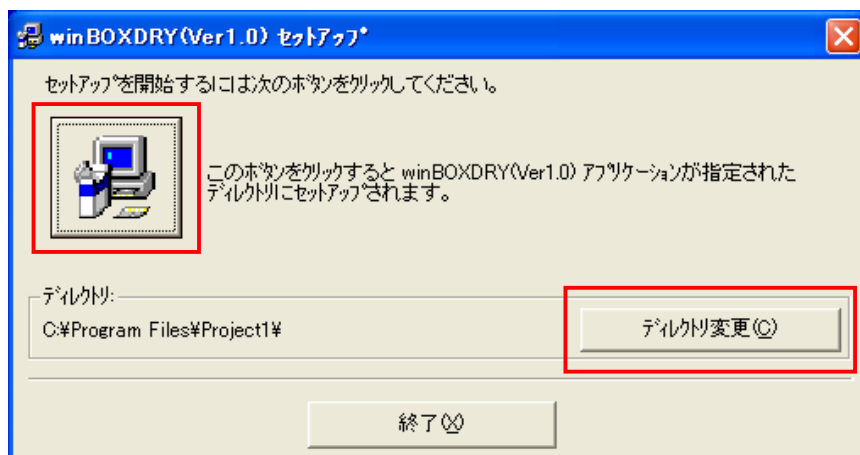 winBOXDRY(Ver1.0) ｾｯﾄｱｯﾌﾟ
ｾｯﾄｱｯﾌﾟを開始するには次のﾎﾞﾀﾝをｸﾘｯｸしてください。
このﾎﾞﾀﾝをｸﾘｯｸすると winBOXDRY(Ver1.0) ｱﾌﾟﾘｹｰｼｮﾝが指定された
ﾃﾞｨﾚｸﾄﾘにｾｯﾄｱｯﾌﾟされます。
ﾃﾞｨﾚｸﾄﾘ:
C:¥Program Files¥Project1¥
ﾃﾞｨﾚｸﾄﾘ変更(C)
終了(X)